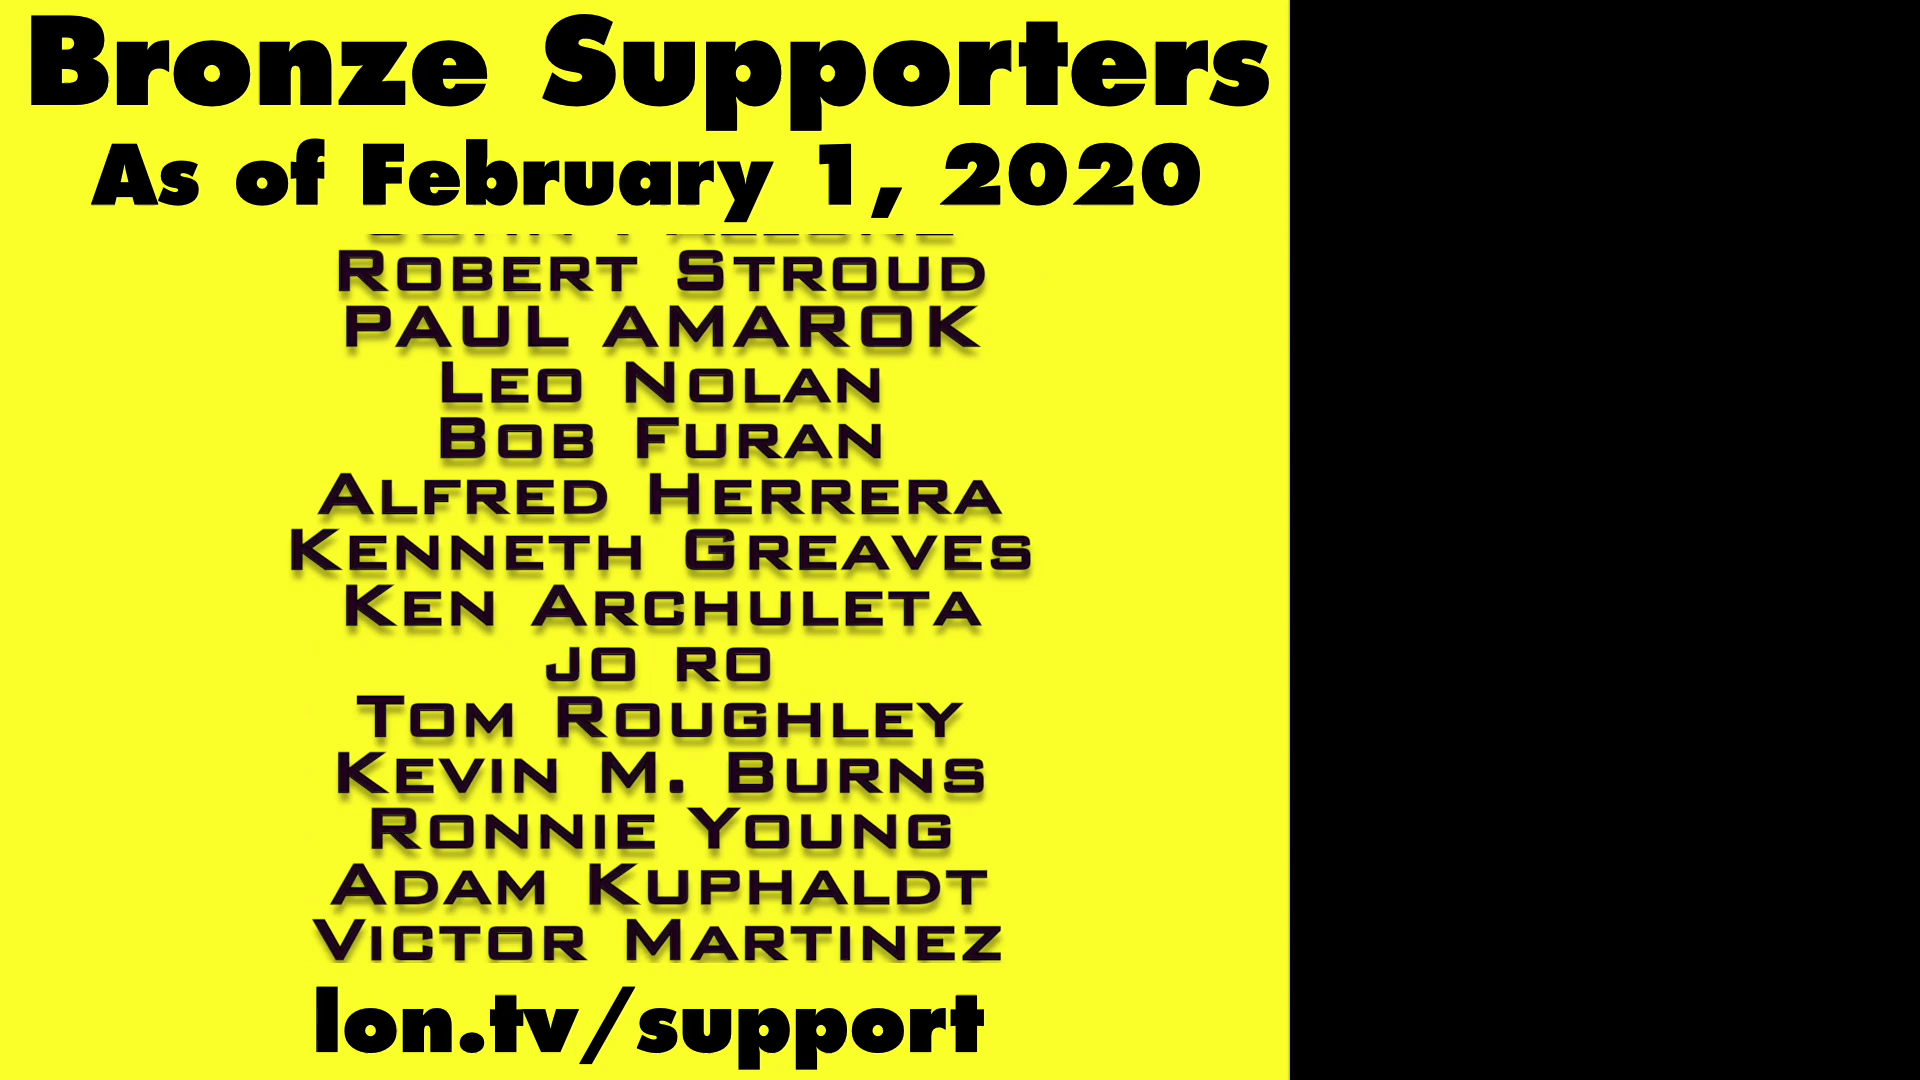 Bronze Supporters
As of February 1, 2020
Robert Stroud
PAUL AMAROK
Leo Nolan
Bob Furan
Alfred Herrera
Kenneth Greaves
Ken Archuleta
jo ro
Tom Roughley
Kevin M. Burns
Ronnie Young
Adam Kuphaldt
Victor Martinez
lon.tv/support